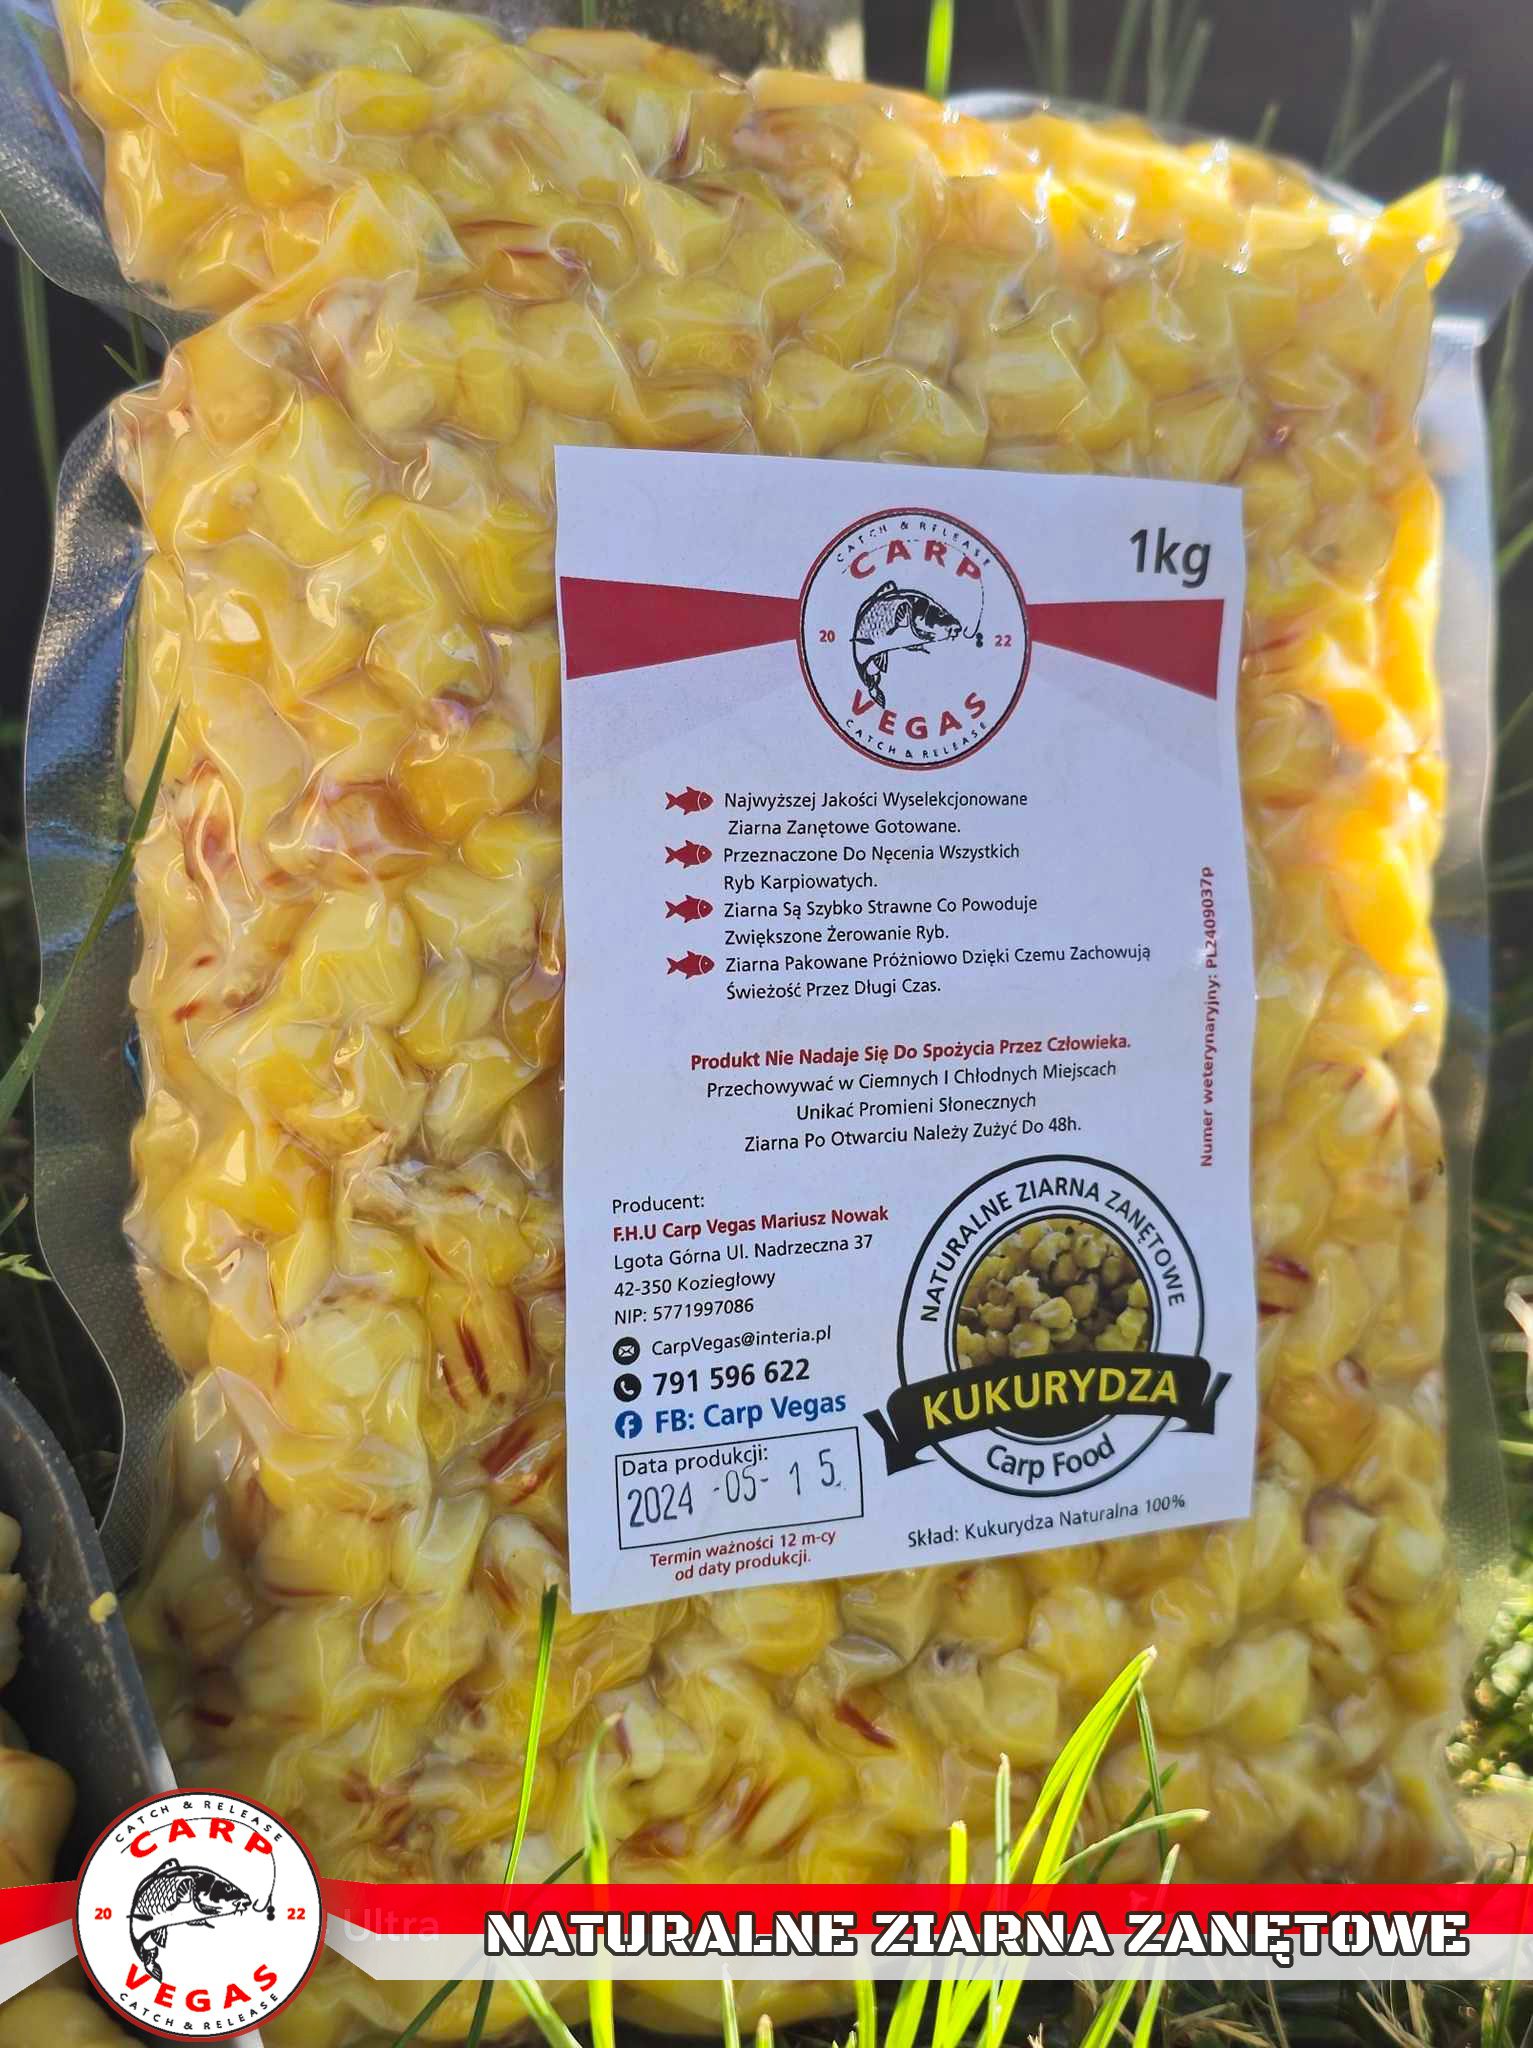 CATCH & RELEASE
CARP
20 22
VEGAS
CATCH & RELEASE
1kg
Najwyższej Jakości Wyselekcjonowane
Ziarna Zanętowe Gotowane.
Przeznaczone Do Nęcenia Wszystkich
Ryb Karpiowatych.
Ziarna Są Szybko Strawne Co Powoduje
Zwiększone Żerowanie Ryb.
Ziarna Pakowane Próżniowo Dzięki Czemu Zachowują
Świeżość Przez Długi Czas.
Numer weterynaryjny: PL2409037p
Produkt Nie Nadaje Się Do Spożycia Przez Człowieka.
Przechowywać w Ciemnych I Chłodnych Miejscach
Unikać Promieni Słonecznych
Ziarna Po Otwarciu Należy Zużyć Do 48h.
Producent:
F.H.U Carp Vegas Mariusz Nowak
Lgota Górna Ul. Nadrzeczna 37
42-350 Koziegłowy
NIP: 5771997086
CarpVegas@interia.pl
791 596 622
FB: Carp Vegas
Data produkcji:
2024 -05- 15.
Termin ważności 12 m-cy
od daty produkcji.
NATURALNE ZIARNA ZANĘTOWE
KUKURYDZA
Carp Food
Skład: Kukurydza Naturalna 100%
CATCH & RELEASE
CARP
20 22
VEGAS
CATCH & RELEASE
Ultra
NATURALNE ZIARNA ZANĘTOWE